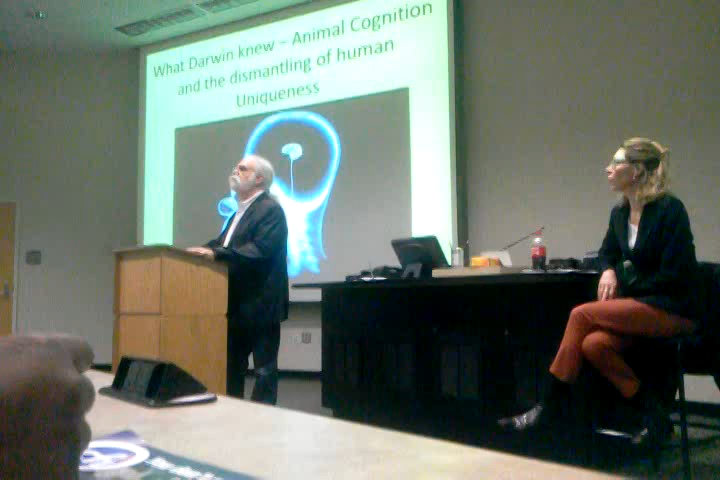 What Darwin knew – Animal Cognition
and the dismantling of human
Uniqueness